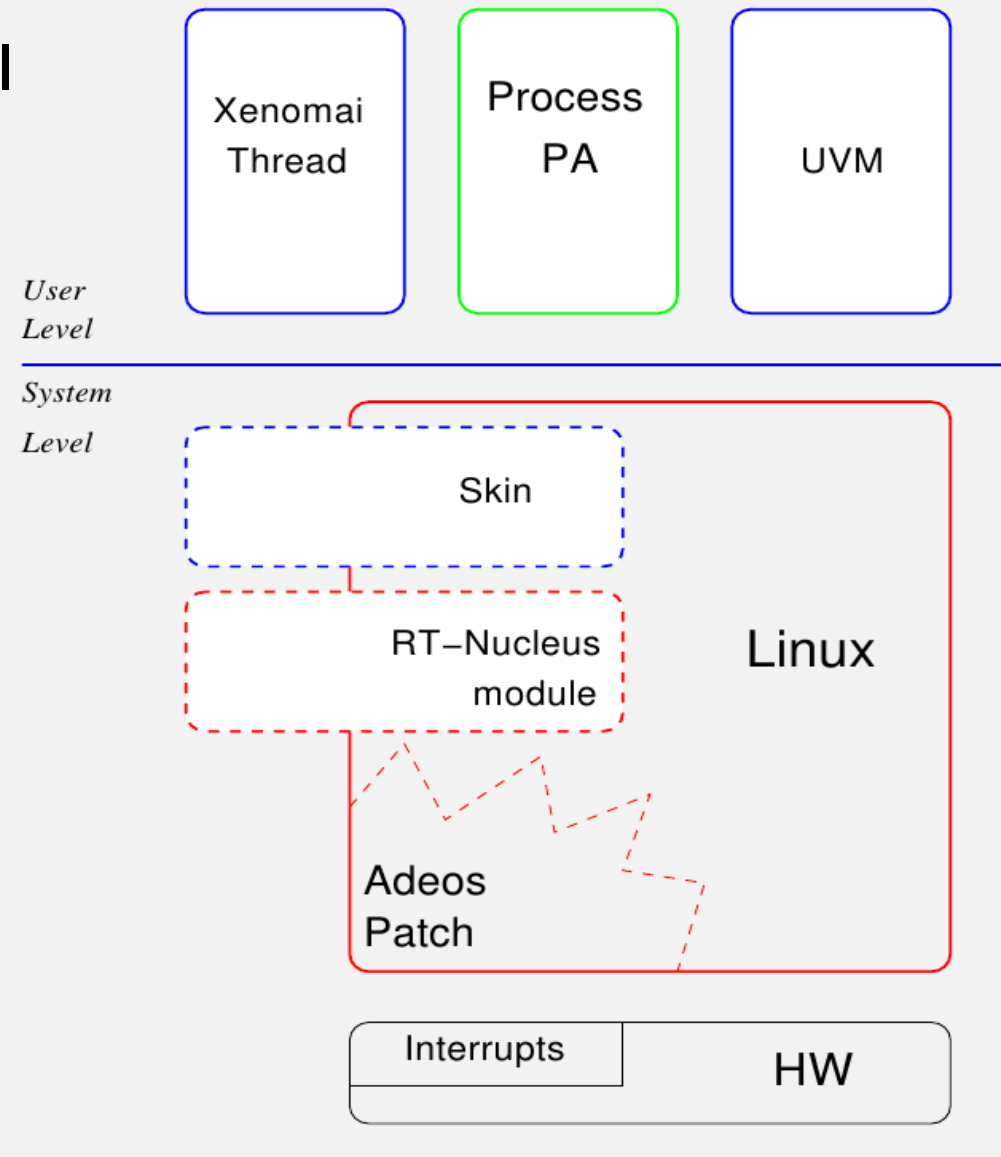 Xenomai
Thread
Process
PA
UVM
User
Level
System
Level
Skin
RT–Nucleus
module
Linux
Adeos
Patch
Interrupts
HW